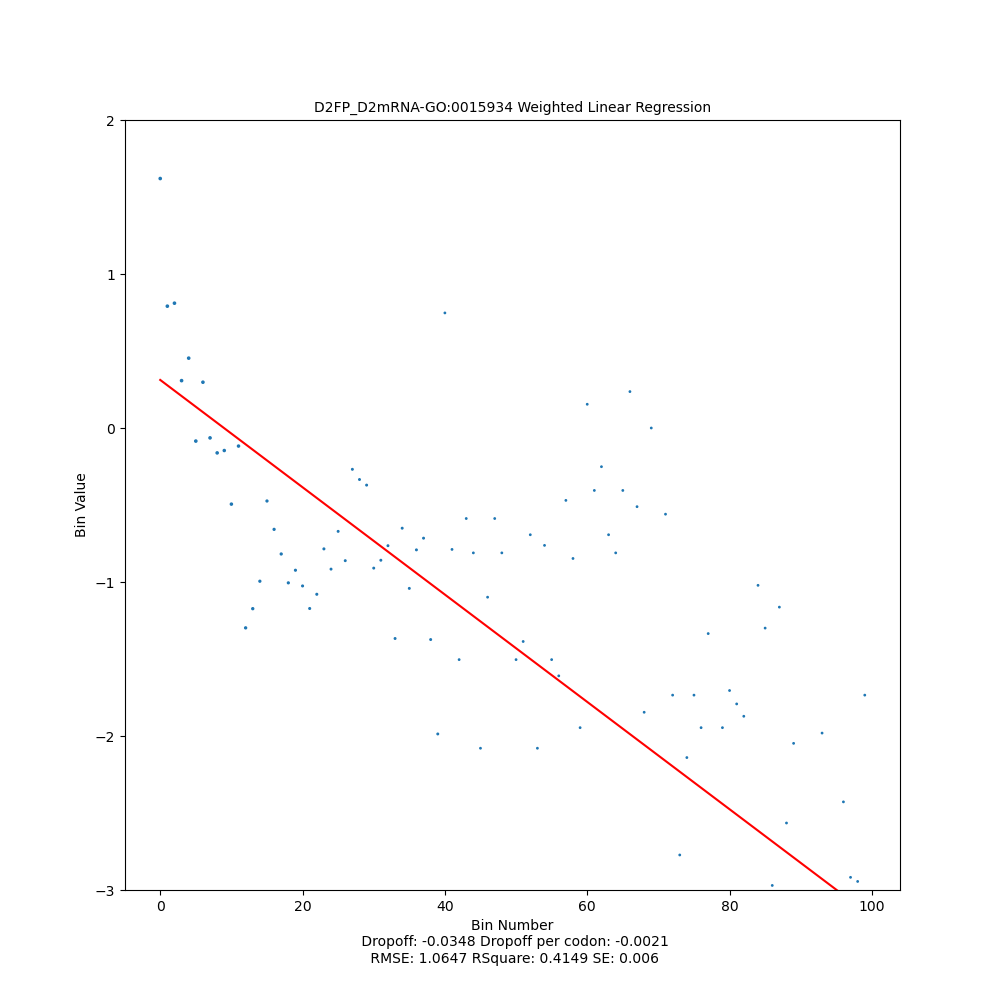 D2FP_D2mRNA-GO:0015934 Weighted Linear Regression
2
1
0
−1
−2
−3
Bin Value
0 20 40 60 80 100
Bin Number
Dropoff: -0.0348 Dropoff per codon: -0.0021
RMSE: 1.0647 RSquare: 0.4149 SE: 0.006